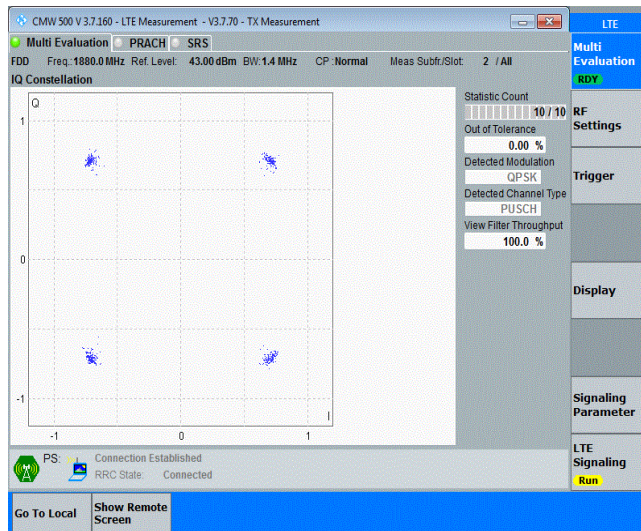 CMW 500 V 3.7.160 - LTE Measurement - V3.7.70 - TX Measurement
LTE
Multi Evaluation PRACH SRS
FDD Freq.:1880.0 MHz Ref. Level: 43.00 dBm BW:1.4 MHz CP :Normal Meas Subfr./Slot: 2 / All
IQ Constellation
Q
1
0
-1
-1 0 1
I
Statistic Count
10 / 10
Out of Tolerance
0.00 %
Detected Modulation
QPSK
Detected Channel Type
PUSCH
View Filter Throughput
100.0 %
PS: Connection Established
RRC State: Connected
Multi
Evaluation
RDY
RF
Settings
Trigger
Display
Signaling
Parameter
LTE
Signaling
Run
Go To Local
Show Remote
Screen